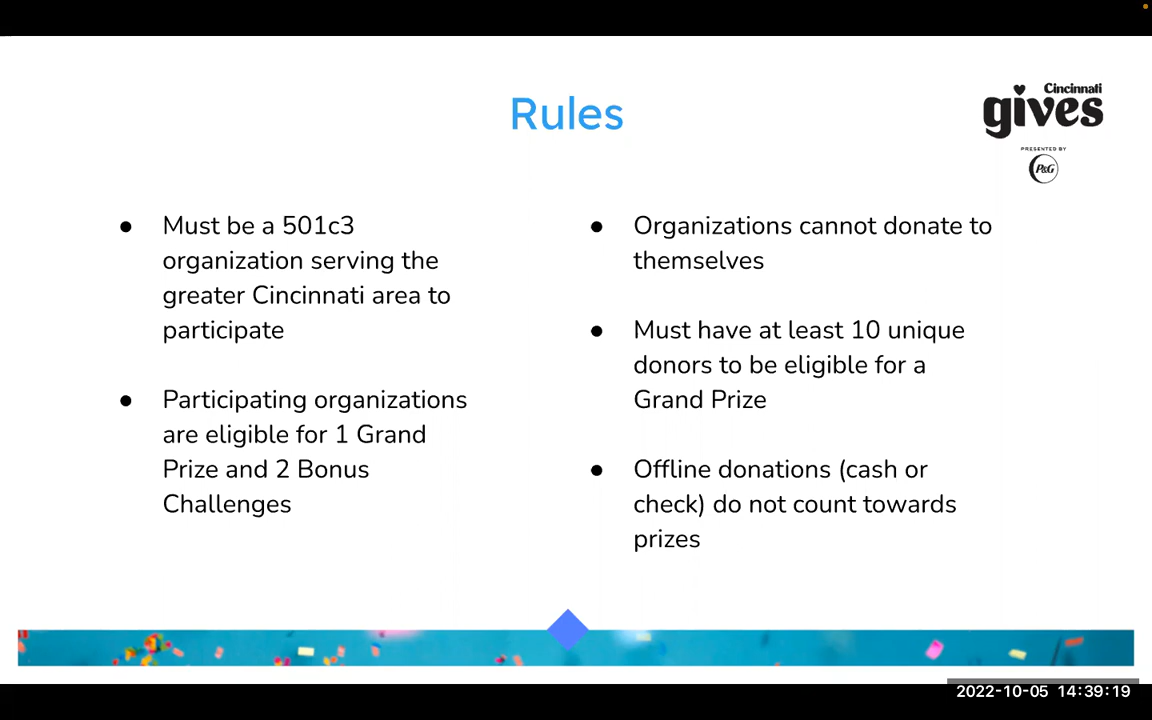 Rules
Cincinnati
gives
PRESENTED BY
P&G
● Must be a 501c3
organization serving the
greater Cincinnati area to
participate
● Participating organizations
are eligible for 1 Grand
Prize and 2 Bonus
Challenges
● Organizations cannot donate to
themselves
● Must have at least 10 unique
donors to be eligible for a
Grand Prize
● Offline donations (cash or
check) do not count towards
prizes
2022-10-05 14:39:19